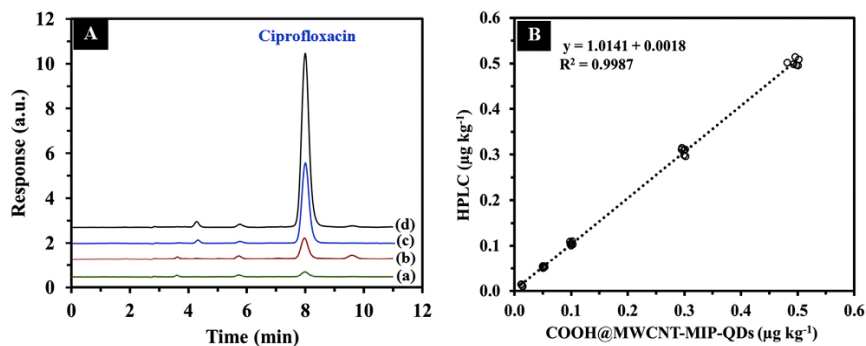 A
Ciprofloxacin
12
10
8
6
4
2
0
Response (a.u.)
(d)
(c)
(b)
(a)
0 2 4 6 8 10 12
Time (min)
B
y = 1.0141 + 0.0018
R² = 0.9987
0.6
0.5
0.4
0.3
0.2
0.1
0.0
HPLC (µg kg⁻¹)
0.0 0.1 0.2 0.3 0.4 0.5 0.6
COOH@MWCNT-MIP-QDs (µg kg⁻¹)